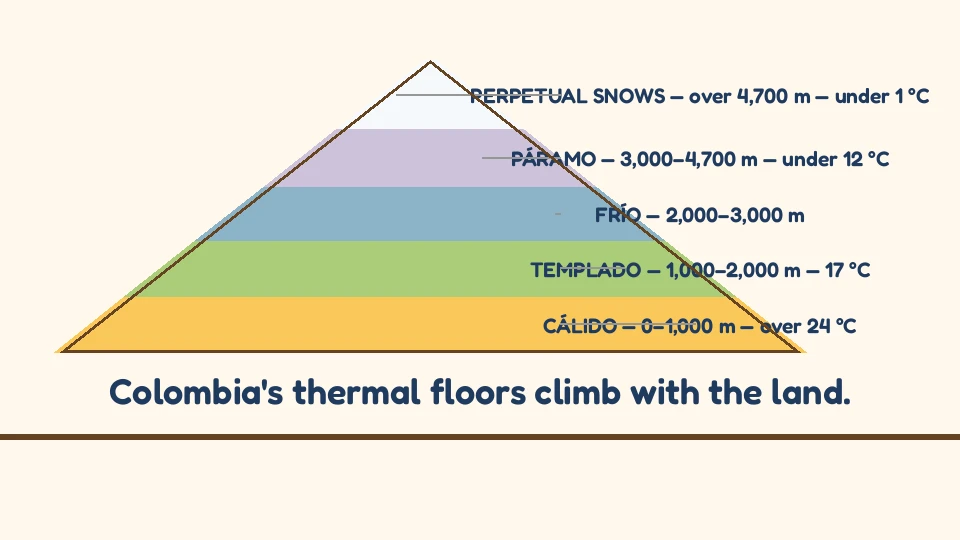 PERPETUAL SNOWS – over 4,700 m – under 1 °C
PÁRAMO – 3,000–4,700 m – under 12 °C
FRÍO – 2,000–3,000 m
TEMPLADO – 1,000–2,000 m – 17 °C
CÁLIDO – 0–1,000 m – over 24 °C
Colombia's thermal floors climb with the land.